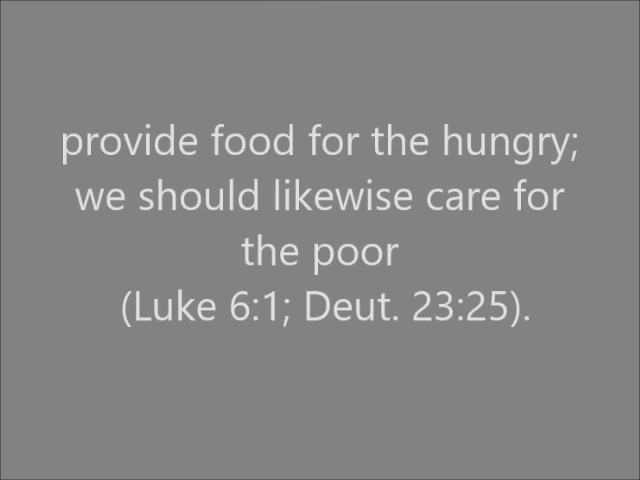 provide food for the hungry;
we should likewise care for
the poor
(Luke 6:1; Deut. 23:25).